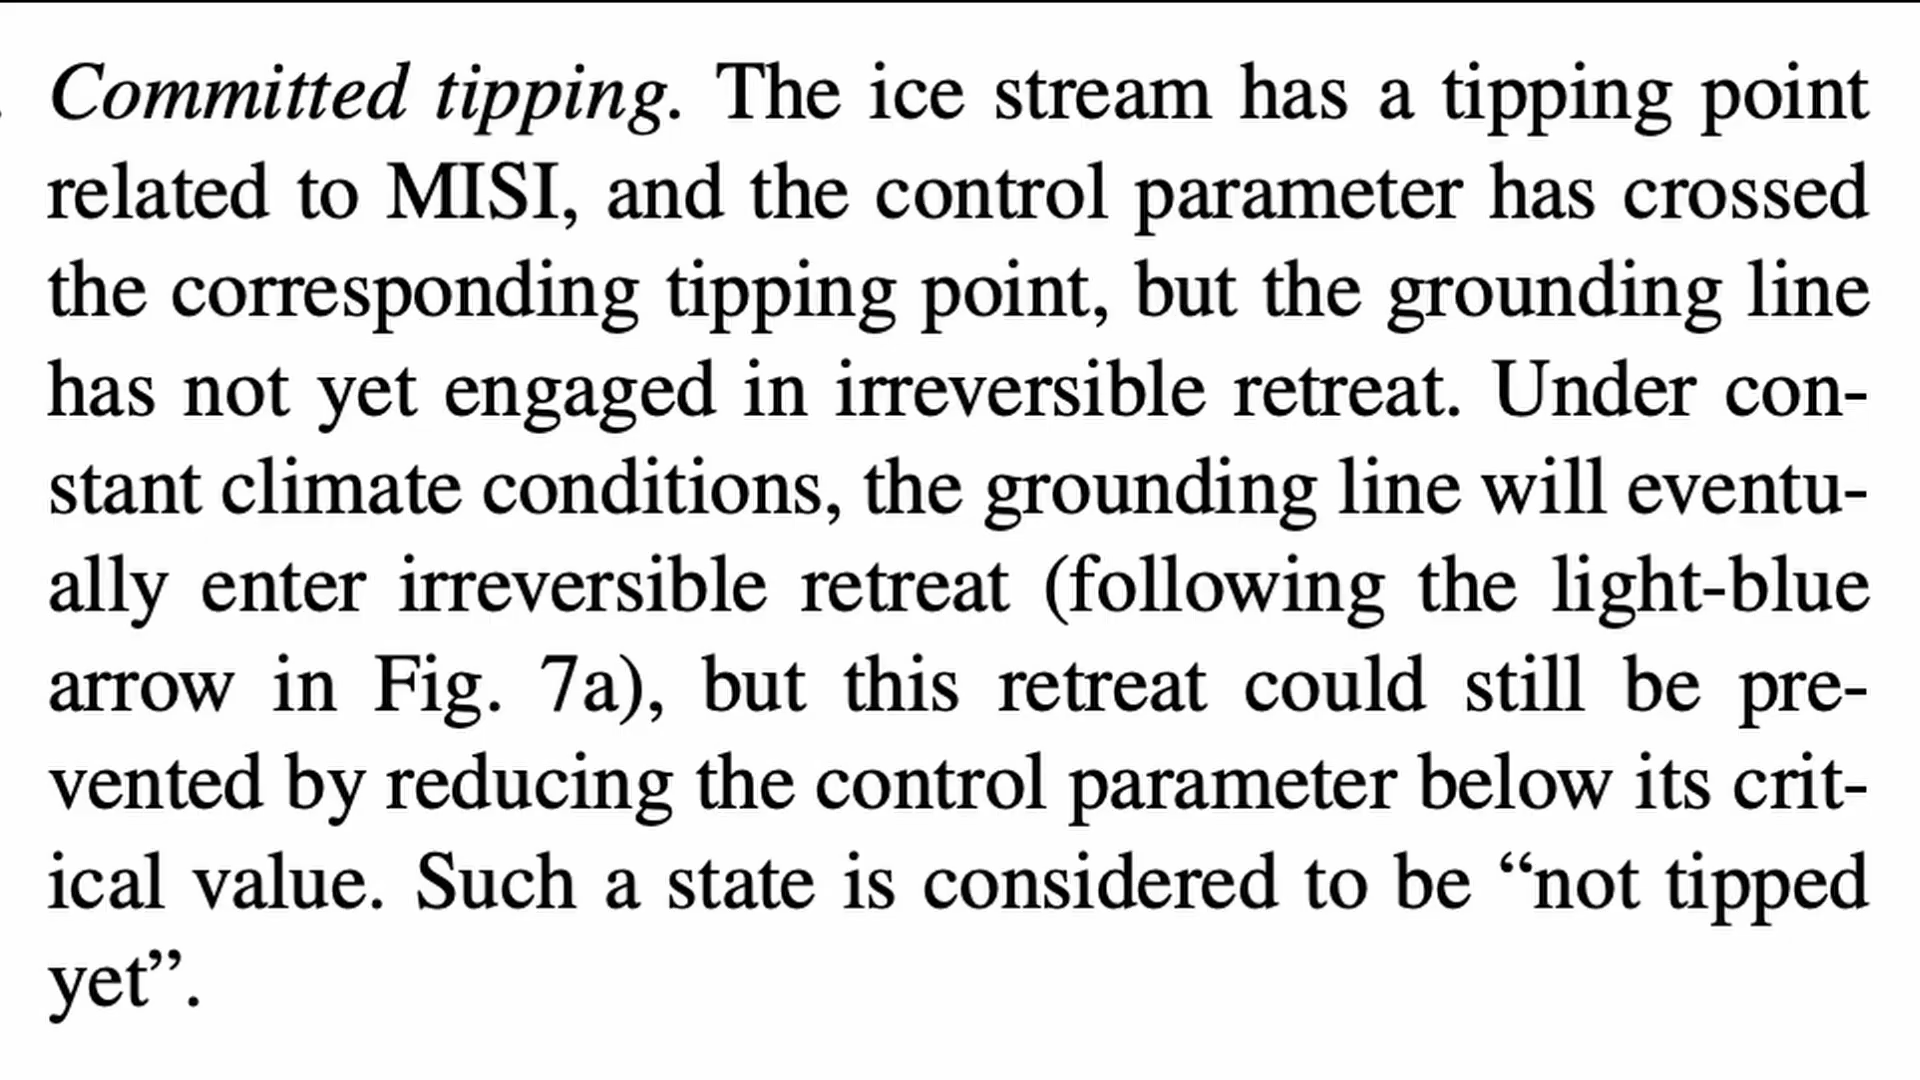 Committed tipping. The ice stream has a tipping point
related to MISI, and the control parameter has crossed
the corresponding tipping point, but the grounding line
has not yet engaged in irreversible retreat. Under con-
stant climate conditions, the grounding line will eventu-
ally enter irreversible retreat (following the light-blue
arrow in Fig. 7a), but this retreat could still be pre-
vented by reducing the control parameter below its crit-
ical value. Such a state is considered to be “not tipped
yet”.